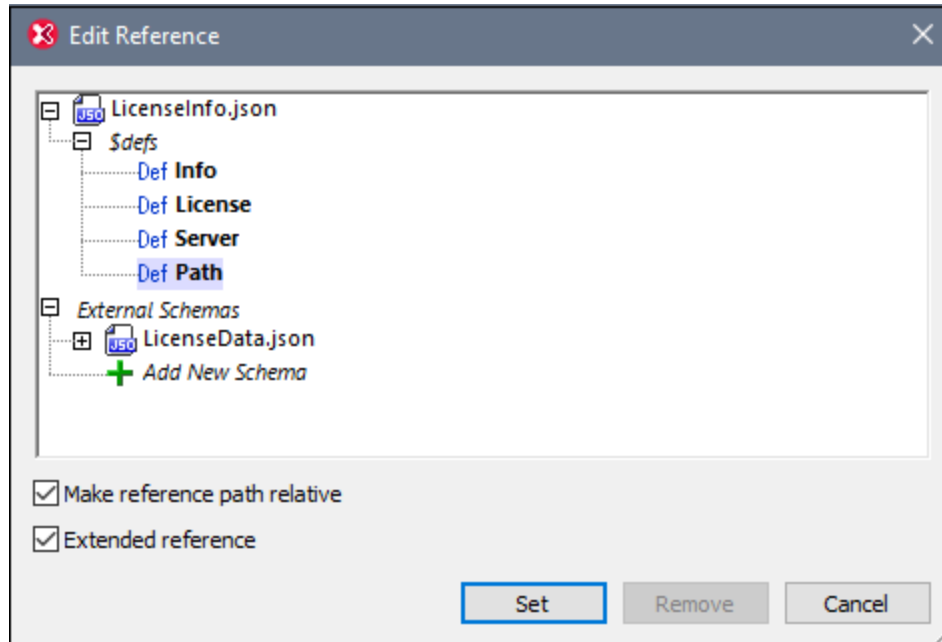 Edit Reference
LicenseInfo.json
$defs
Def Info
Def License
Def Server
Def Path
External Schemas
LicenseData.json
Add New Schema
Make reference path relative
Extended reference
Set Remove Cancel